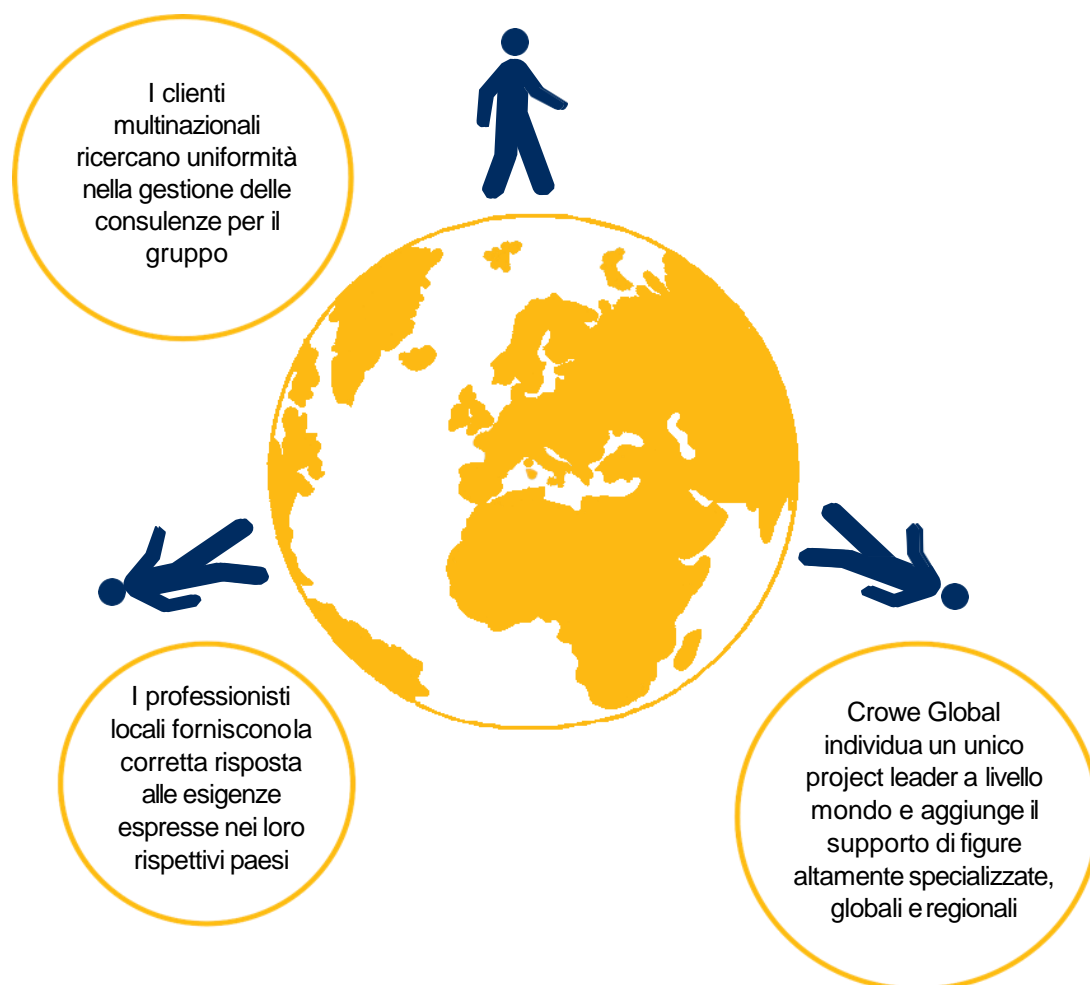 I clienti
multinazionali
ricercano uniformità
nella gestione delle
consulenze per il
gruppo
I professionisti
locali fornisconola
corretta risposta
alle esigenze
espresse nei loro
rispettivi paesi
Crowe Global
individua un unico
project leader a livello
mondo e aggiunge il
supporto di figure
altamente specializzate,
globali e regionali